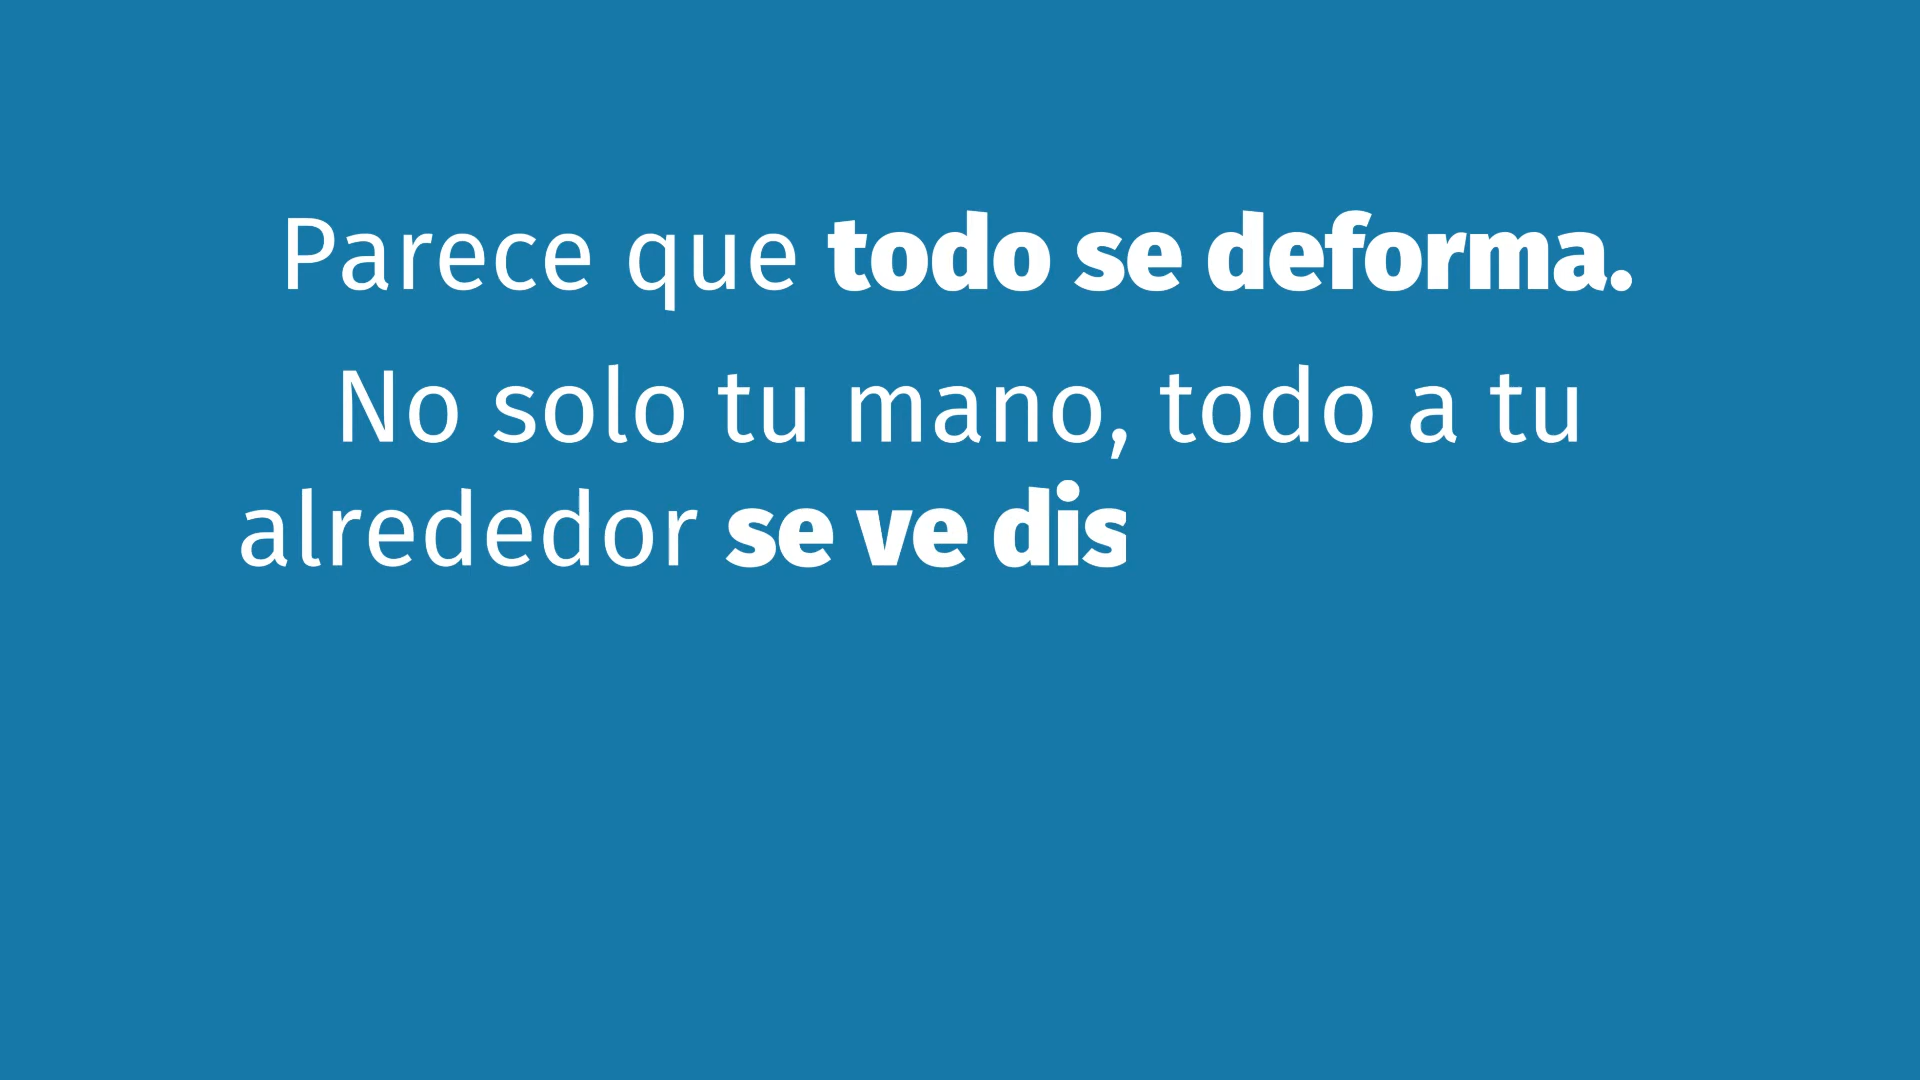 Parece que todo se deforma.
No solo tu mano, todo a tu
alrededor se ve dis